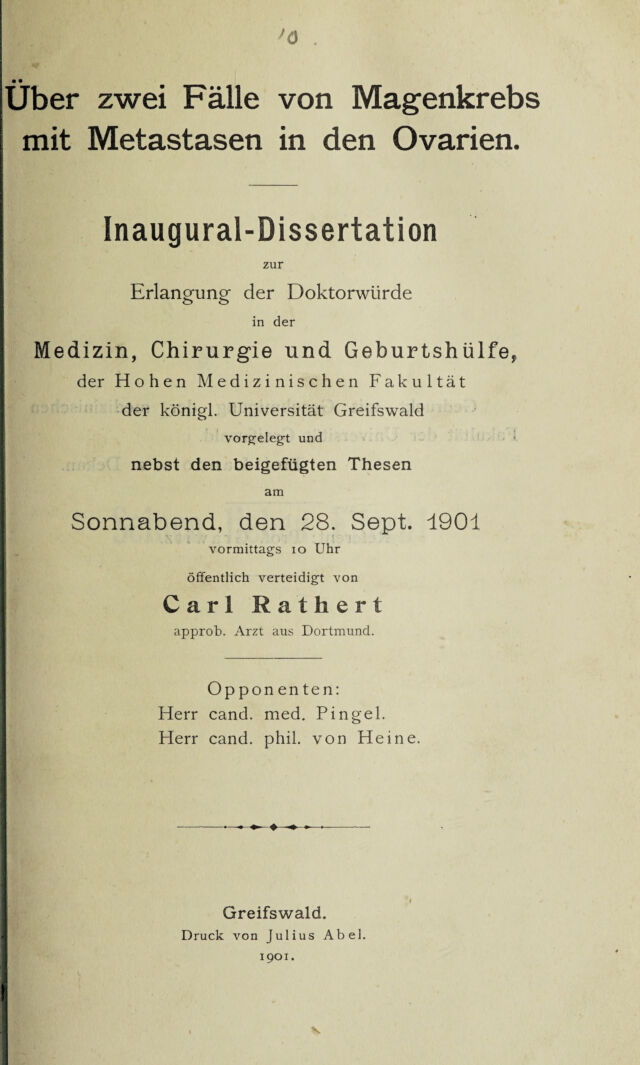 Über zwei Fälle von Magenkrebs
mit Metastasen in den Ovarien.
Inaugural-Dissertation
zur
Erlangung der Doktorwürde
in der
Medizin, Chirurgie und Geburtshülfe,
der Hohen Medizinischen Fakultät
der königl. Universität Greifswald
vorgelegt und
nebst den beigefügten Thesen
am
Sonnabend, den 28. Sept. 1901
vormittags 10 Uhr
öffentlich verteidigt von
Carl Rathert
approb. Arzt aus Dortmund.
Opponenten:
Herr cand. med. Pingel.
Herr cand. phil. von Heine.
Greifswald.
Druck von Julius Abel.
1901.